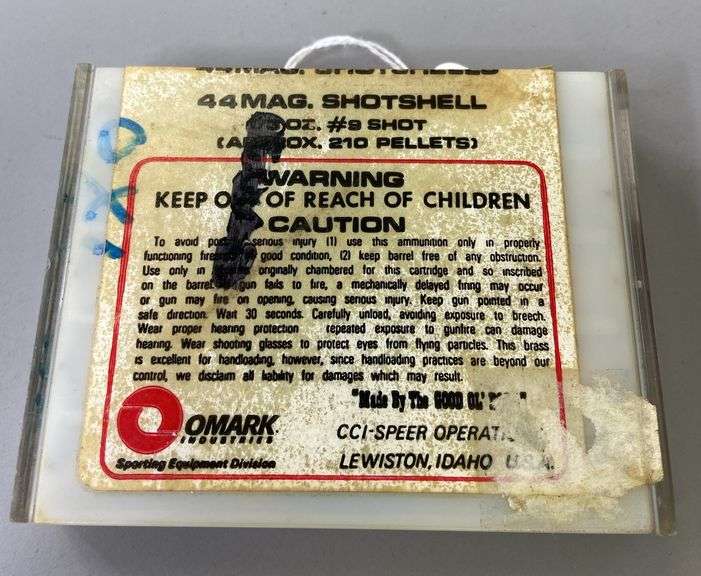 44MAG. SHOTSHELLS
44MAG. SHOTSHELL
OZ. #9 SHOT
(APPROX. 210 PELLETS)
WARNING
KEEP OUT OF REACH OF CHILDREN
CAUTION
To avoid serious injury (1) use this ammunition only in properly
functioning good condition, (2) keep barrel free of any obstruction.
Use only in originally chambered for this cartridge and so inscribed
on the barrel. gun fails to fire, a mechanically delayed firing may occur
or gun may fire on opening, causing serious injury. Keep gun pointed in a
safe direction. Wait 30 seconds. Carefully unload, avoiding exposure to breech.
Wear proper hearing protection repeated exposure to gunfire can damage
hearing. Wear shooting glasses to protect eyes from flying particles. This brass
is excellent for handloading, however, since handloading practices are beyond our
control, we disclaim all liability for damages which may result.
"Made By The GOOD OL'
OMARK
INDUSTRIES
CCI-SPEER
Sporting Equipment Division
LEWISTON, IDAHO U.S.A.